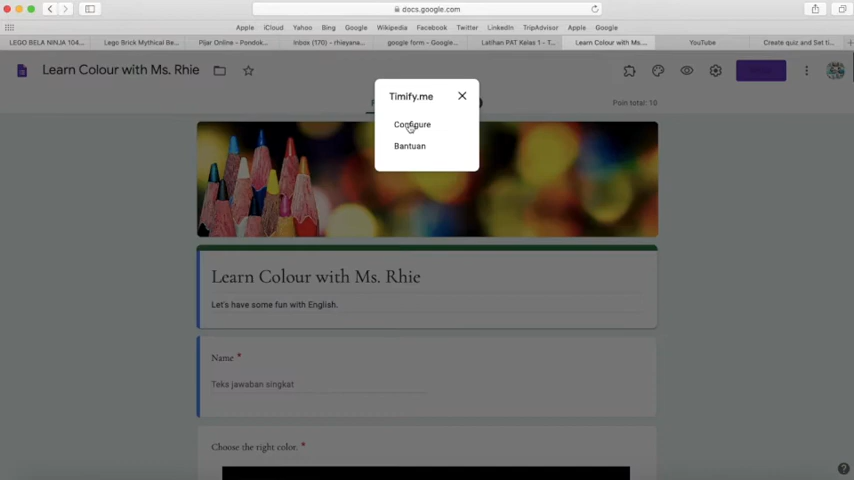 docs.google.com
Apple iCloud Yahoo Bing Google Wikipedia Facebook Twitter LinkedIn TripAdvisor Apple Google
LEGO BELA NINJA 104... Lego Brick Mythical Be... Pijar Online - Pondok... Inbox (170) - rhieyana... google form - Google... Latihan PAT Kelas 1 - T... Learn Colour with Ms.... YouTube Create quiz and Set ti...
Learn Colour with Ms. Rhie
Timify.me
Poin total: 10
Configure
Bantuan
Learn Colour with Ms. Rhie
Let's have some fun with English.
Name *
Teks jawaban singkat
Choose the right color. *